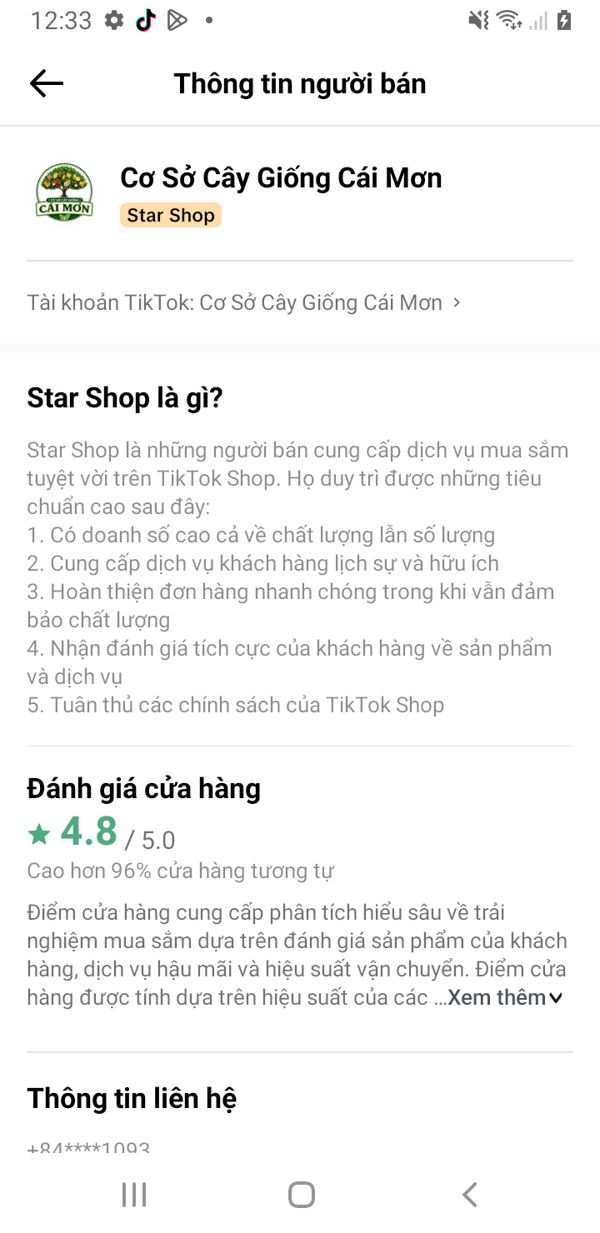 12:33
Thông tin người bán
Cơ Sở Cây Giống Cái Mơn
CÁI MƠN
Star Shop
Tài khoản TikTok: Cơ Sở Cây Giống Cái Mơn >
Star Shop là gì?
Star Shop là những người bán cung cấp dịch vụ mua sắm
tuyệt vời trên TikTok Shop. Họ duy trì được những tiêu
chuẩn cao sau đây:
1. Có doanh số cao cả về chất lượng lẫn số lượng
2. Cung cấp dịch vụ khách hàng lịch sự và hữu ích
3. Hoàn thiện đơn hàng nhanh chóng trong khi vẫn đảm
bảo chất lượng
4. Nhận đánh giá tích cực của khách hàng về sản phẩm
và dịch vụ
5. Tuân thủ các chính sách của TikTok Shop
Đánh giá cửa hàng
4.8 / 5.0
Cao hơn 96% cửa hàng tương tự
Điểm cửa hàng cung cấp phân tích hiểu sâu về trải
nghiệm mua sắm dựa trên đánh giá sản phẩm của khách
hàng, dịch vụ hậu mãi và hiệu suất vận chuyển. Điểm cửa
hàng được tính dựa trên hiệu suất của các ...Xem thêm
Thông tin liên hệ
+84****1093